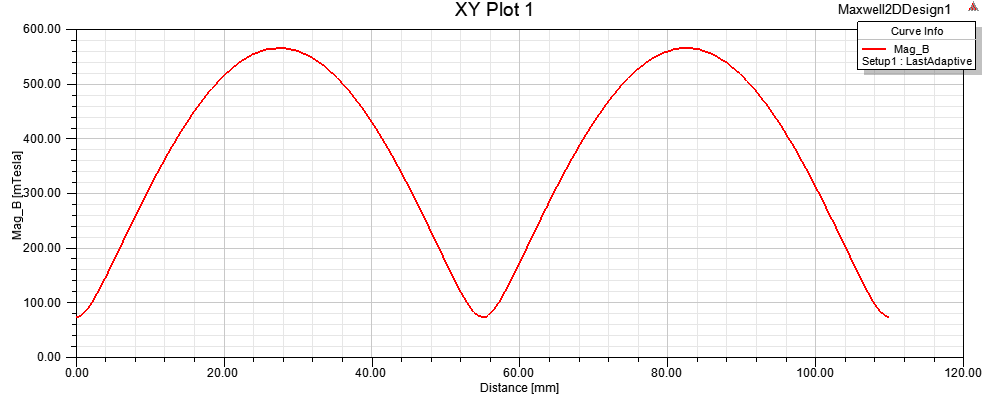 XY Plot 1
Maxwell2DDesign1
Curve Info
Mag_B
Setup1 : LastAdaptive
600.00
500.00
400.00
300.00
200.00
100.00
0.00
Mag_B [mTesla]
0.00 20.00 40.00 60.00 80.00 100.00 120.00
Distance [mm]